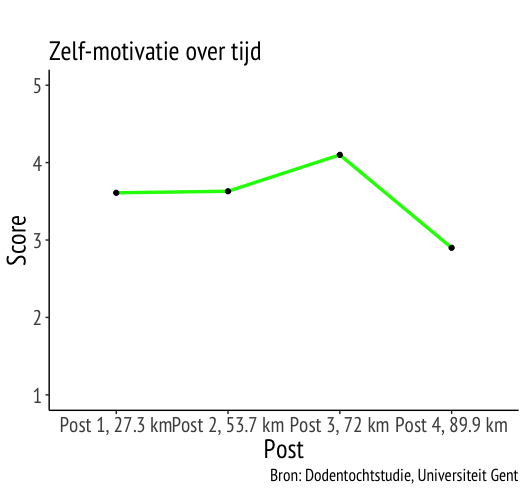 Zelf-motivatie over tijd
5
4
3
2
1
Score
Post 1, 27.3 km Post 2, 53.7 km Post 3, 72 km Post 4, 89.9 km
Post
Bron: Dodentochtstudie, Universiteit Gent